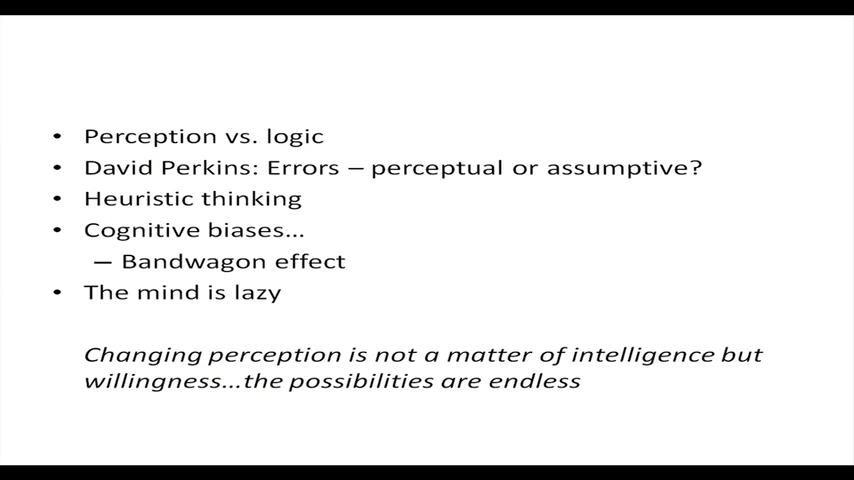 • Perception vs. logic
• David Perkins: Errors – perceptual or assumptive?
• Heuristic thinking
• Cognitive biases...
– Bandwagon effect
• The mind is lazy
Changing perception is not a matter of intelligence but
willingness...the possibilities are endless